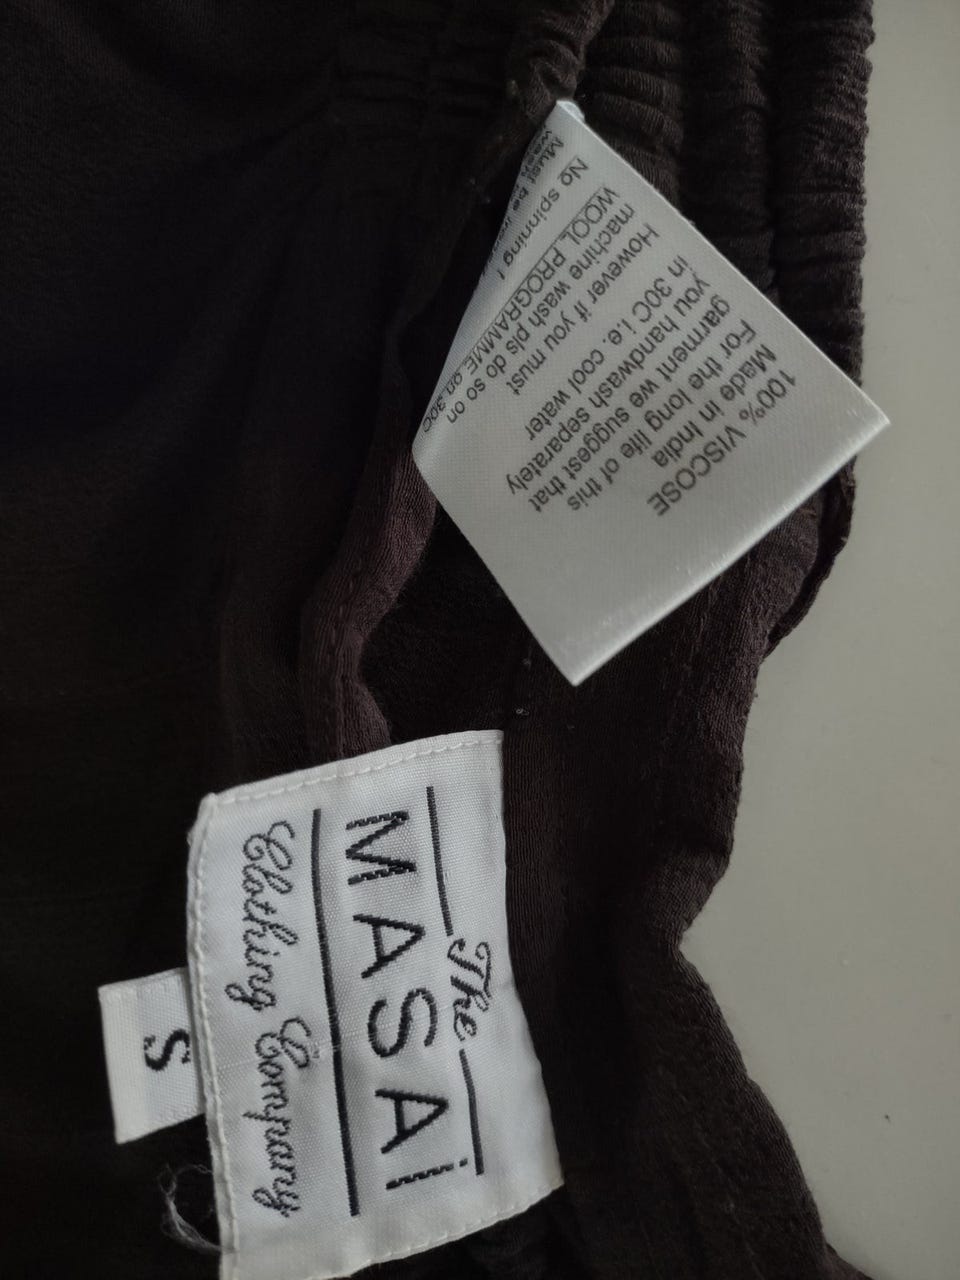 100% VISCOSE
Made in India
For the long life of this
garment we suggest that
you handwash separately
in 30C i.e. cool water
However if you must
machine wash pls do so on
WOOL PROGRAMME on 30C
No spinning !
Must be
The
MASAi
Clothing Company
S